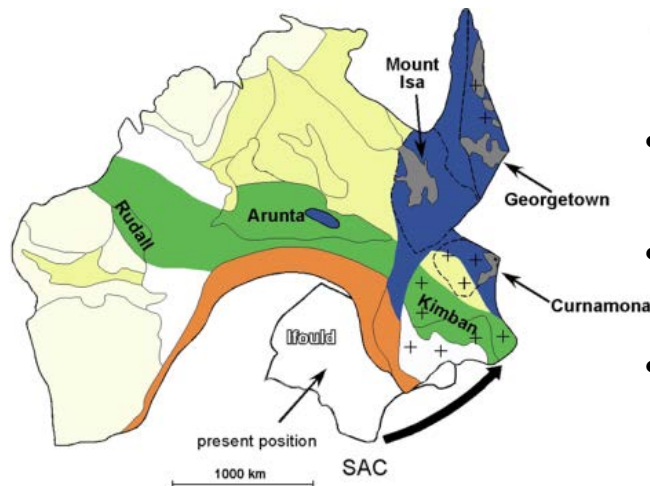 Mount
Isa
Georgetown
Rudall
Arunta
Curnamona
Kimban
Ifould
present position
SAC
1000 km